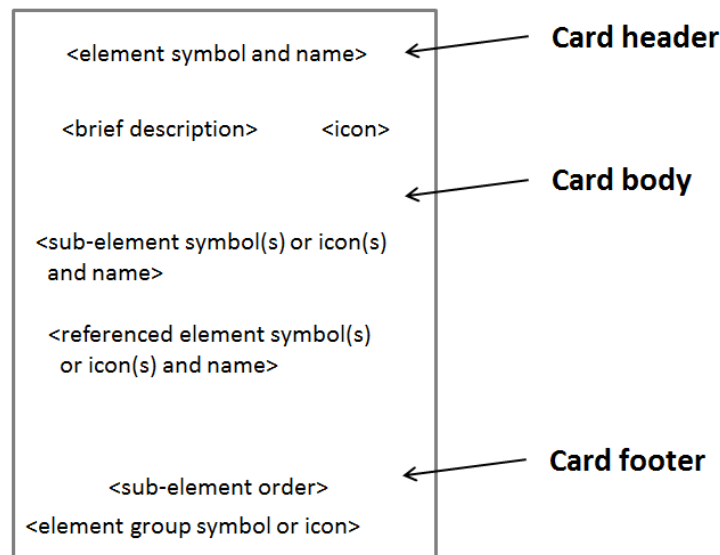 <element symbol and name>
Card header
<brief description> <icon>
Card body
<sub-element symbol(s) or icon(s)
and name>
<referenced element symbol(s)
or icon(s) and name>
Card footer
<sub-element order>
<element group symbol or icon>